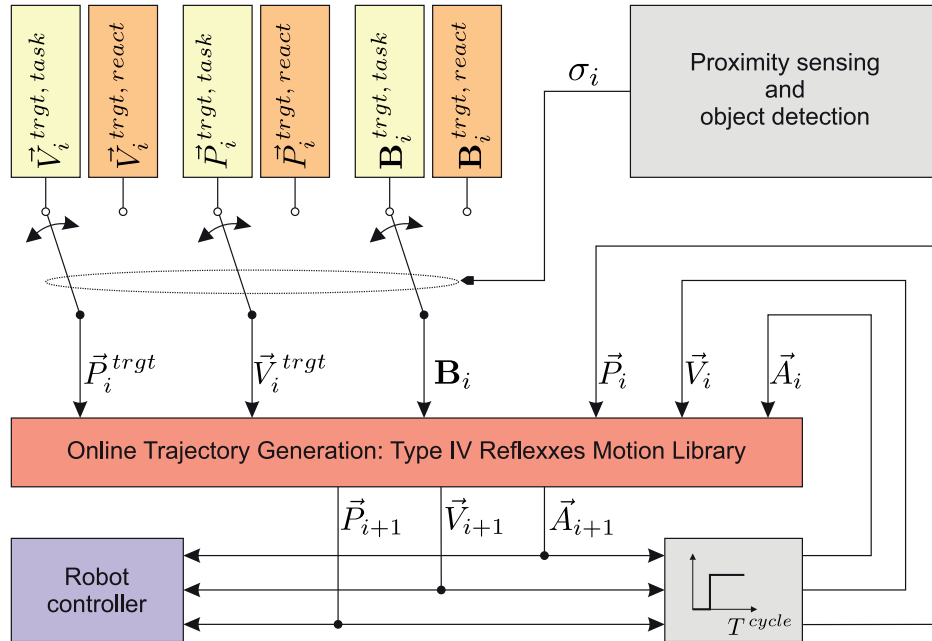 V⃗_i^{trgt, task}
V⃗_i^{trgt, react}
P⃗_i^{trgt, task}
P⃗_i^{trgt, react}
B_i^{trgt, task}
B_i^{trgt, react}
σ_i
Proximity sensing
and
object detection
P⃗_i^{trgt}
V⃗_i^{trgt}
B_i
P⃗_i
V⃗_i
A⃗_i
Online Trajectory Generation: Type IV Reflexxes Motion Library
P⃗_{i+1}
V⃗_{i+1}
A⃗_{i+1}
Robot
controller
T^{cycle}